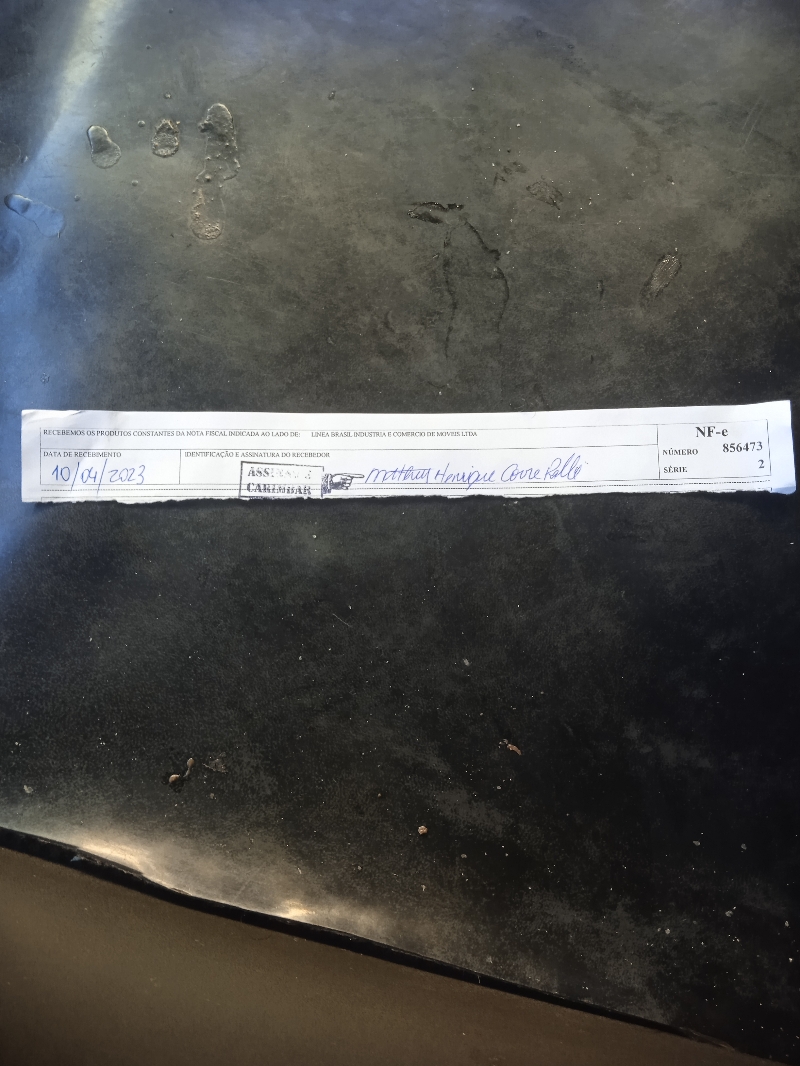 RECEBEMOS OS PRODUTOS CONSTANTES DA NOTA FISCAL INDICADA AO LADO DE: LINEA BRASIL INDUSTRIA E COMERCIO DE MOVEIS LTDA
NF-e
NÚMERO 856473
SÉRIE 2
DATA DE RECEBIMENTO
10/04/2023
IDENTIFICAÇÃO E ASSINATURA DO RECEBEDOR
CARIMBAR
Henrique